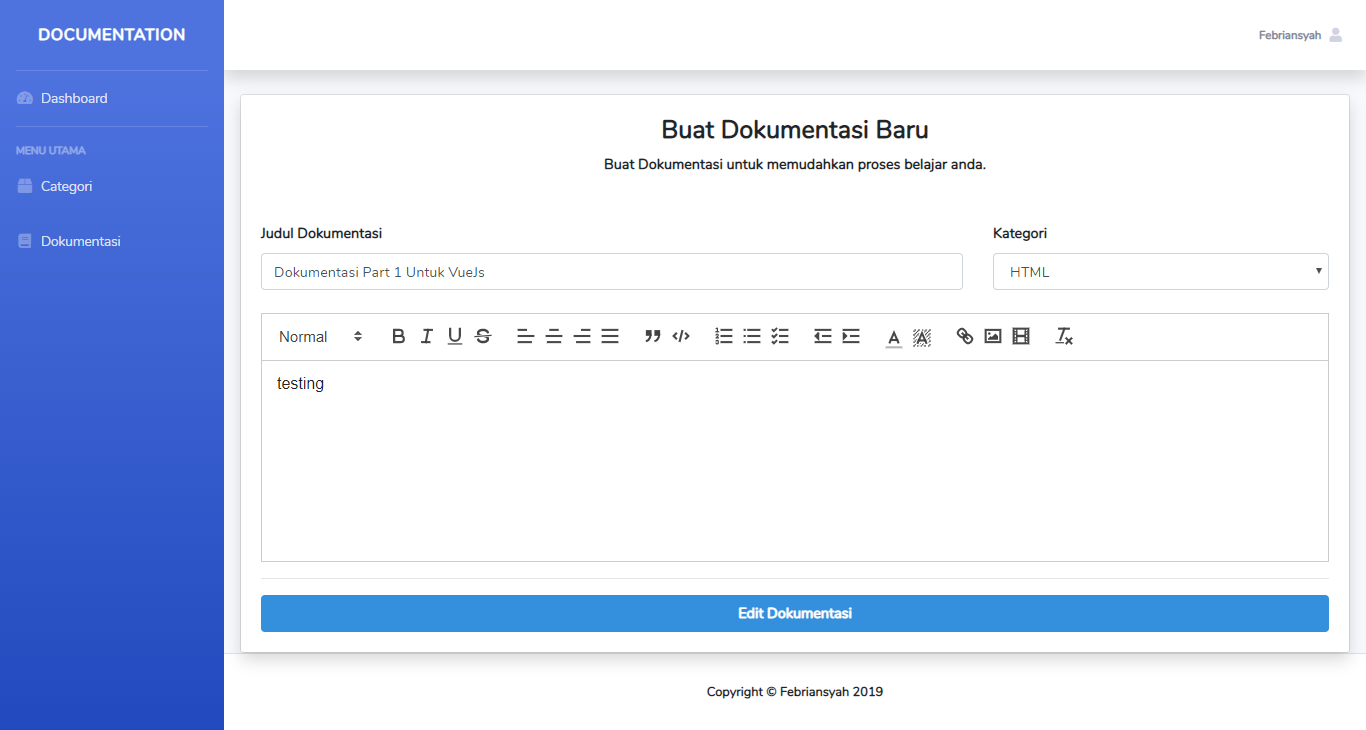 DOCUMENTATION
Febriansyah
Dashboard
MENU UTAMA
Categori
Dokumentasi
Buat Dokumentasi Baru
Buat Dokumentasi untuk memudahkan proses belajar anda.
Judul Dokumentasi
Kategori
Dokumentasi Part 1 Untuk VueJs
HTML
Normal
testing
Edit Dokumentasi
Copyright © Febriansyah 2019